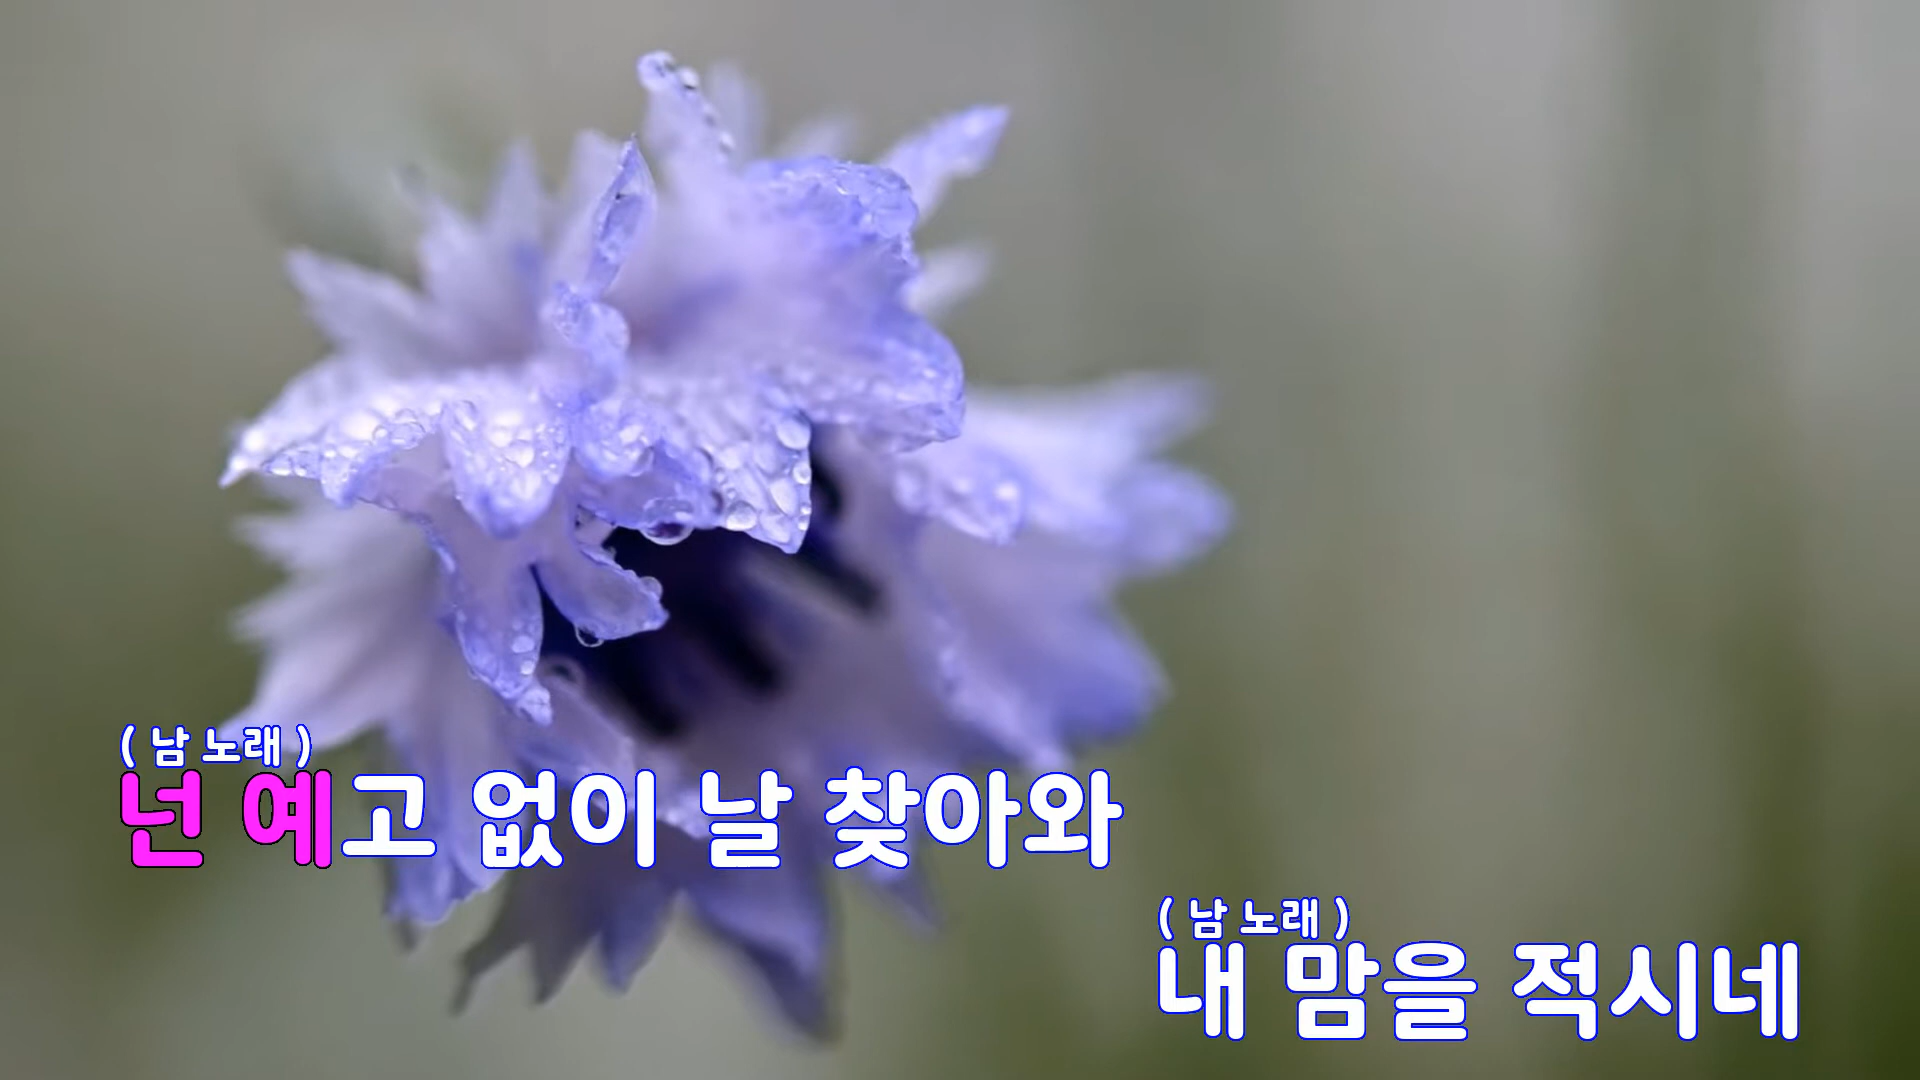 ( 남 노래 )
넌 예고 없이 날 찾아와
( 남 노래 )
내 맘을 적시네